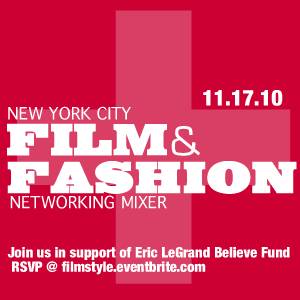 11.17.10
NEW YORK CITY
FILM&
FASHION
NETWORKING MIXER
Join us in support of Eric LeGrand Believe Fund
RSVP @ filmstyle.eventbrite.com